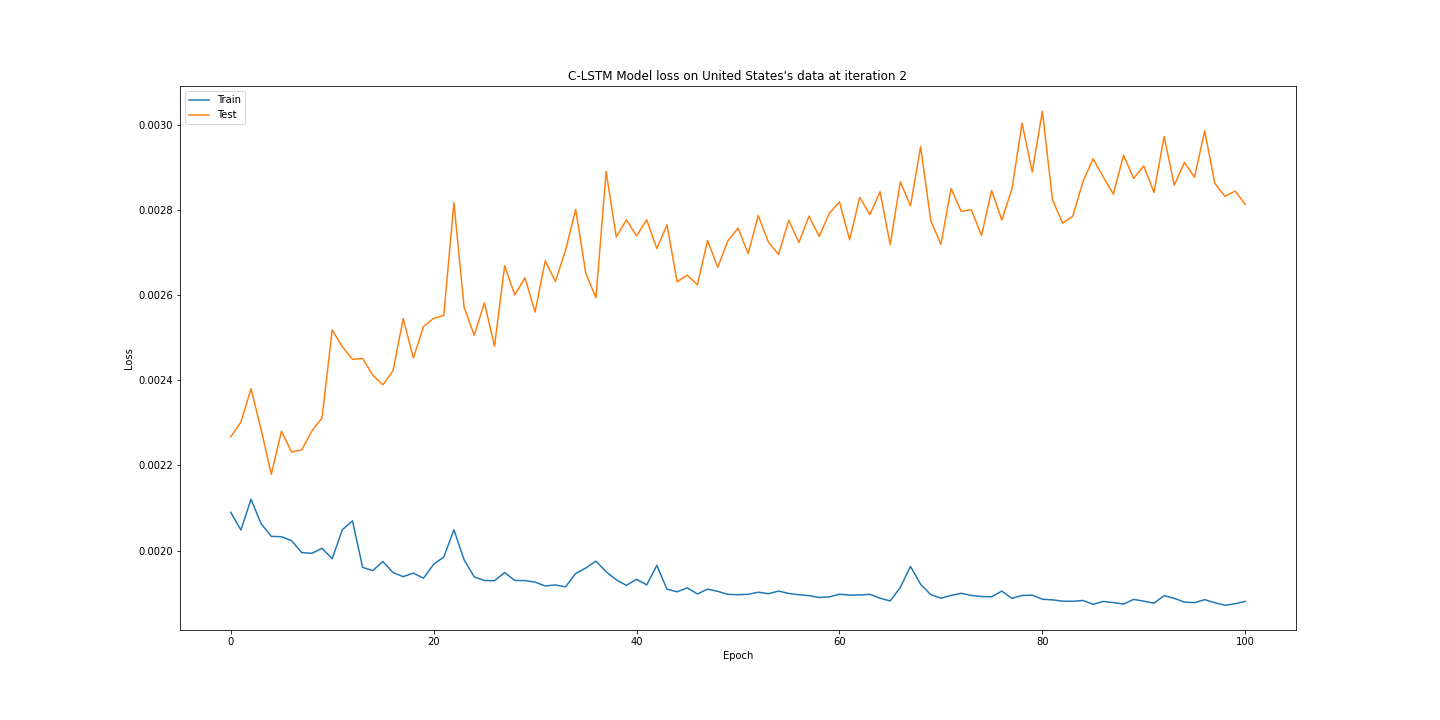 C-LSTM Model loss on United States's data at iteration 2
Train
Test
0.0030
0.0028
0.0026
0.0024
0.0022
0.0020
Loss
0 20 40 60 80 100
Epoch